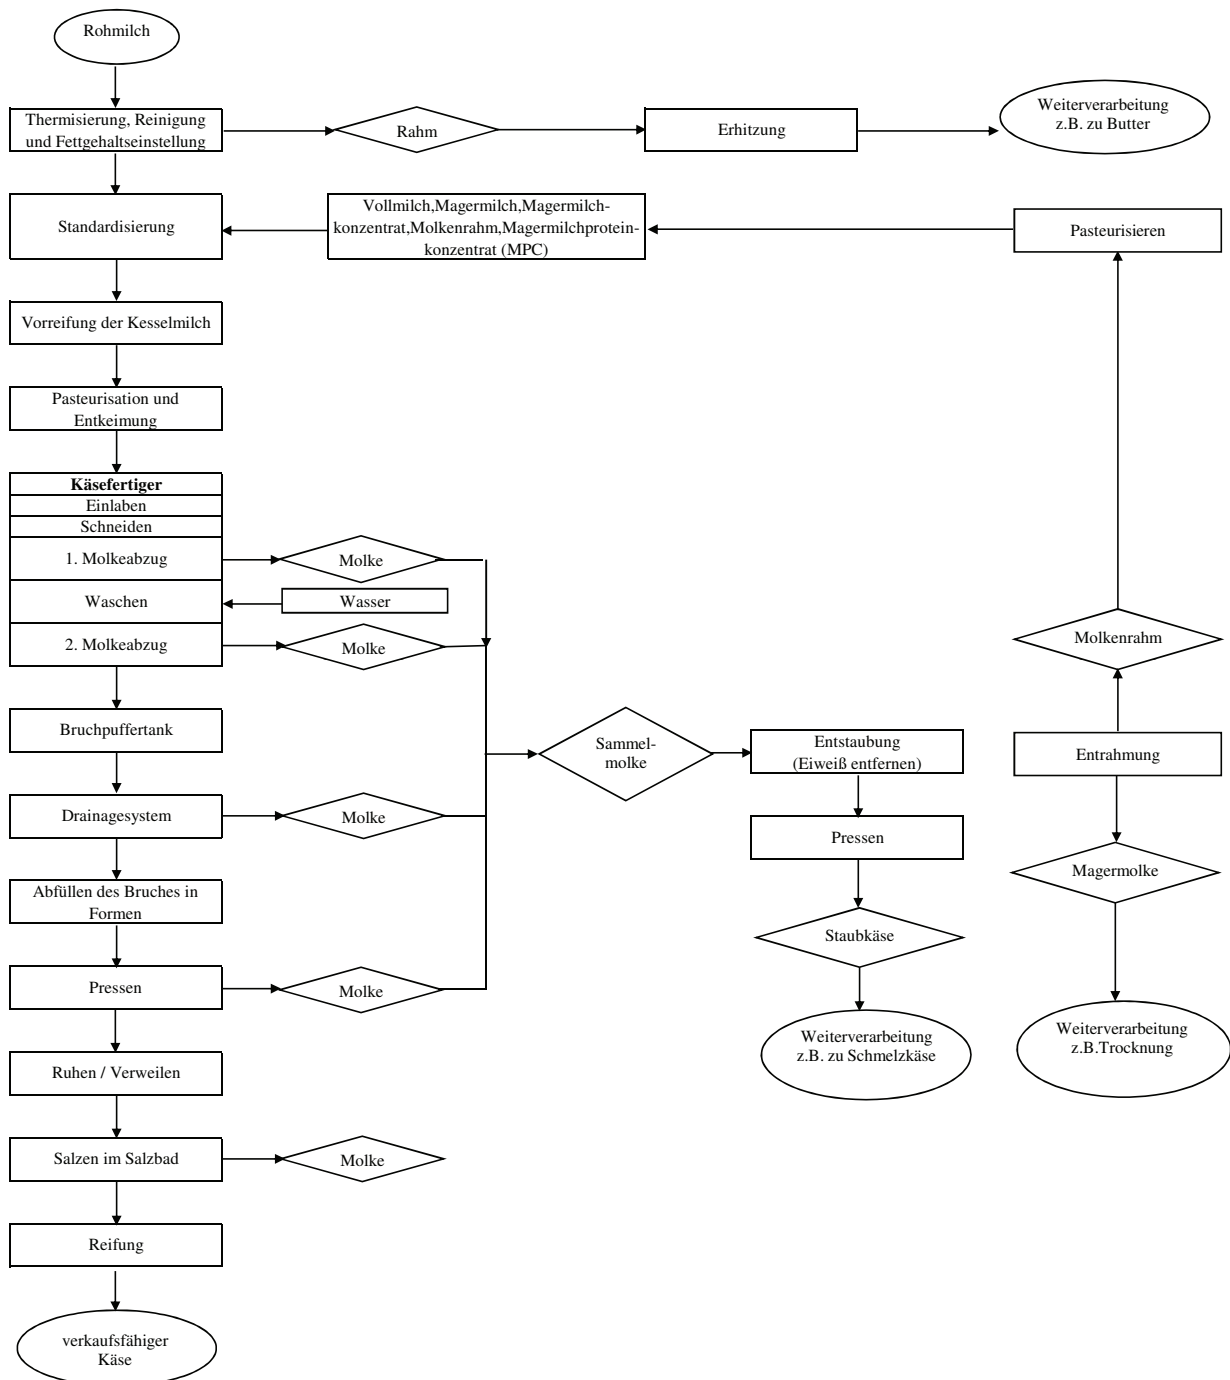 Rohmilch
Thermisierung, Reinigung
und Fettgehaltseinstellung
Rahm
Erhitzung
Weiterverarbeitung
z.B. zu Butter
Standardisierung
Vollmilch,Magermilch,Magermilch-
konzentrat,Molkenrahm,Magermilchprotein-
konzentrat (MPC)
Pasteurisieren
Vorreifung der Kesselmilch
Pasteurisation und
Entkeimung
Käsefertiger
Einlaben
Schneiden
1. Molkeabzug
Molke
Waschen
Wasser
2. Molkeabzug
Molke
Molkenrahm
Bruchpuffertank
Sammel-
molke
Entstaubung
(Eiweiß entfernen)
Entrahmung
Drainagesystem
Molke
Pressen
Magermolke
Abfüllen des Bruches in
Formen
Staubkäse
Pressen
Molke
Weiterverarbeitung
z.B. zu Schmelzkäse
Weiterverarbeitung
z.B.Trocknung
Ruhen / Verweilen
Salzen im Salzbad
Molke
Reifung
verkaufsfähiger
Käse